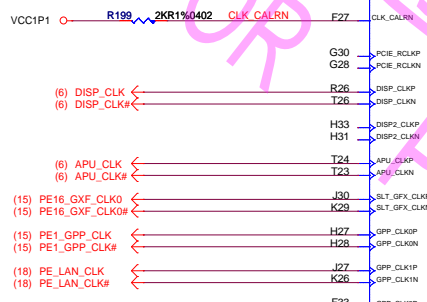 VCC1P1 R199 2KR1%0402 CLK_CALRN F27 CLK_CALRN
G30 PCIE_RCLKP
G28 PCIE_RCLKN
(6) DISP_CLK R26 DISP_CLKP
(6) DISP_CLK# T26 DISP_CLKN
H33 DISP2_CLKP
H31 DISP2_CLKN
(6) APU_CLK T24 APU_CLKP
(6) APU_CLK# T23 APU_CLKN
(15) PE16_GXF_CLK0 J30 SLT_GFX_CLKP
(15) PE16_GXF_CLK0# K29 SLT_GFX_CLKN
(15) PE1_GPP_CLK H27 GPP_CLK0P
(15) PE1_GPP_CLK# H28 GPP_CLK0N
(18) PE_LAN_CLK J27 GPP_CLK1P
(18) PE_LAN_CLK# K26 GPP_CLK1N